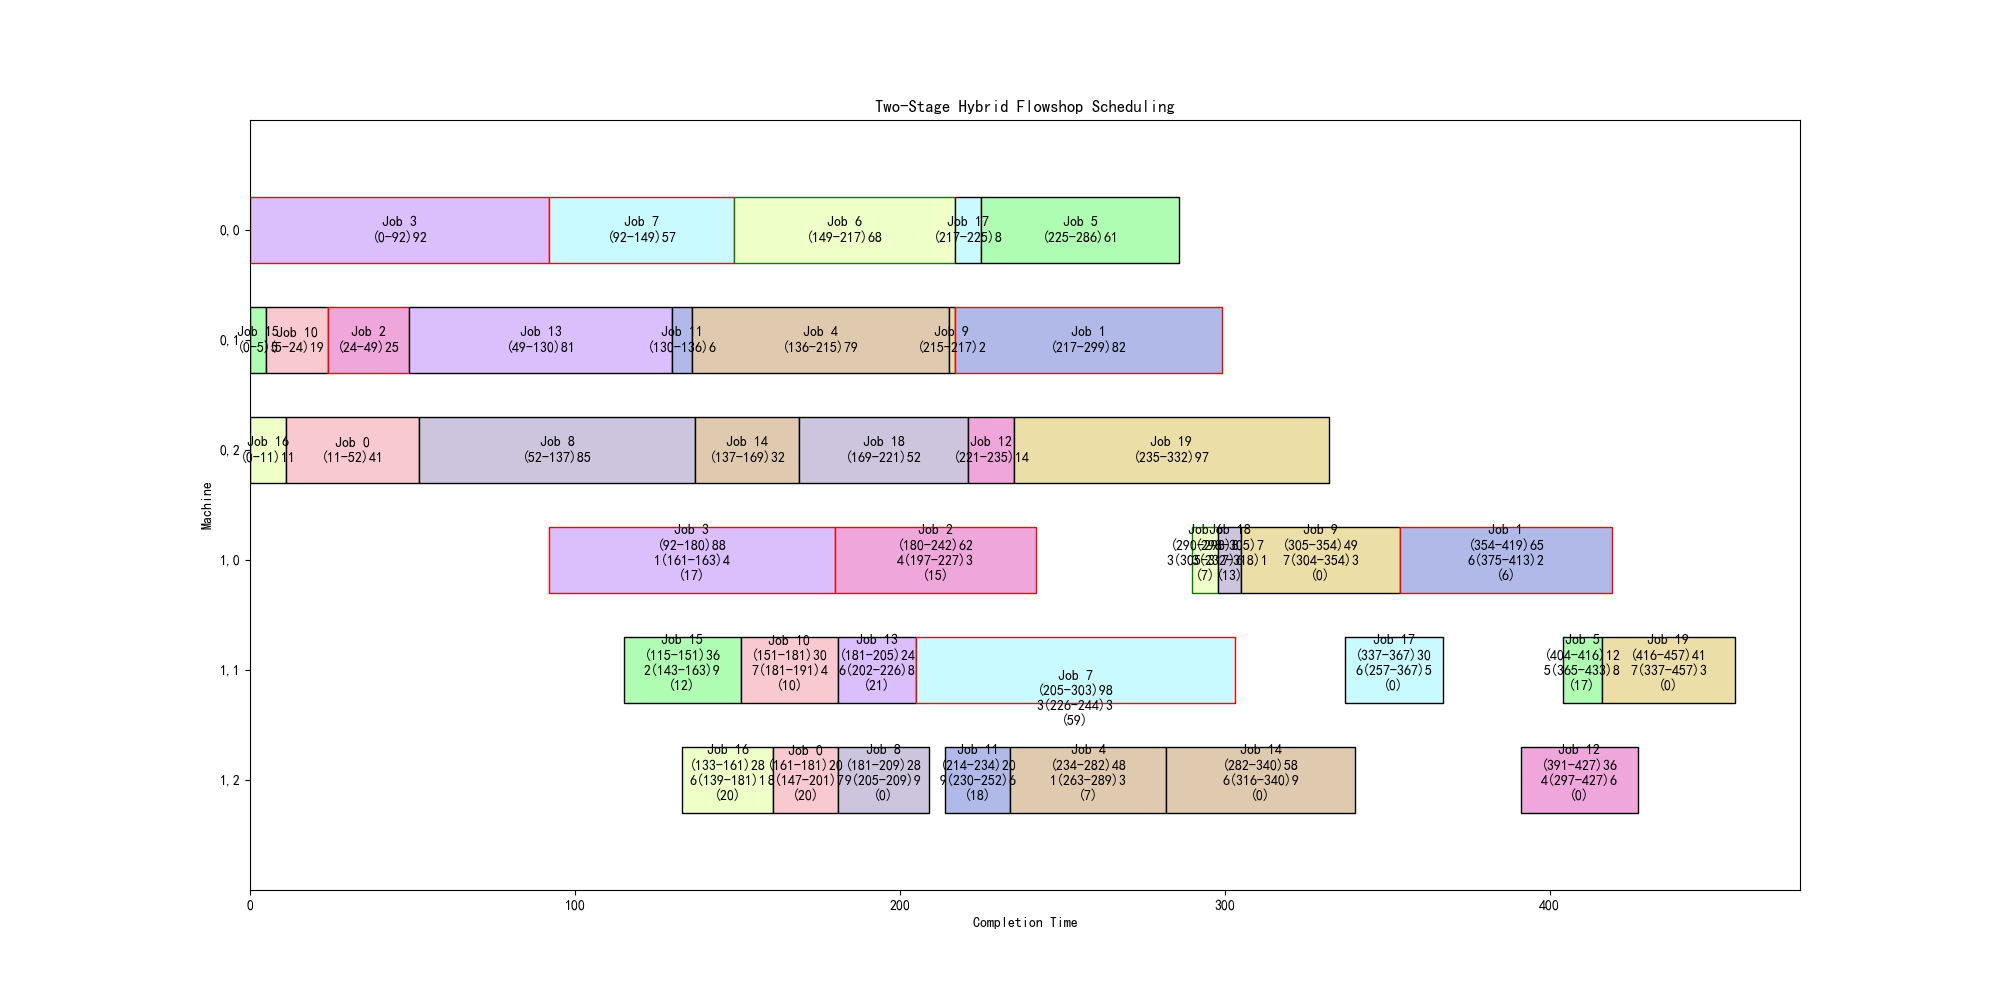 Two-Stage Hybrid Flowshop Scheduling
0,0
Job 3
(0-92)92
Job 7
(92-149)57
Job 6
(149-217)68
Job 17
(217-225)8
Job 5
(225-286)61
0,1
Job 15
(0-5)5
Job 10
(5-24)19
Job 2
(24-49)25
Job 13
(49-130)81
Job 11
(130-136)6
Job 4
(136-215)79
Job 9
(215-217)2
Job 1
(217-299)82
0,2
Job 16
(0-11)11
Job 0
(11-52)41
Job 8
(52-137)85
Job 14
(137-169)32
Job 18
(169-221)52
Job 12
(221-235)14
Job 19
(235-332)97
Machine
1,0
Job 3
(92-180)88
1(161-163)4
(17)
Job 2
(180-242)62
4(197-227)3
(15)
Job 6
(290-298)8
(7)
Job 18
(298-305)7
(13)
Job 9
(305-354)49
7(304-354)3
(0)
Job 1
(354-419)65
6(375-413)2
(6)
1,1
Job 15
(115-151)36
2(143-163)9
(12)
Job 10
(151-181)30
7(181-191)4
(10)
Job 13
(181-205)24
6(202-226)8
(21)
Job 7
(205-303)98
3(226-244)3
(59)
Job 17
(337-367)30
6(257-367)5
(0)
Job 5
(404-416)12
5(365-433)8
(17)
Job 19
(416-457)41
7(337-457)3
(0)
1,2
Job 16
(133-161)28
6(139-181)1
(20)
Job 0
(161-181)20
8(147-201)7
(20)
Job 8
(181-209)28
9(205-209)9
(0)
Job 11
(214-234)20
9(230-252)6
(18)
Job 4
(234-282)48
1(263-289)3
(7)
Job 14
(282-340)58
6(316-340)9
(0)
Job 12
(391-427)36
4(297-427)6
(0)
0
100
200
300
400
Completion Time